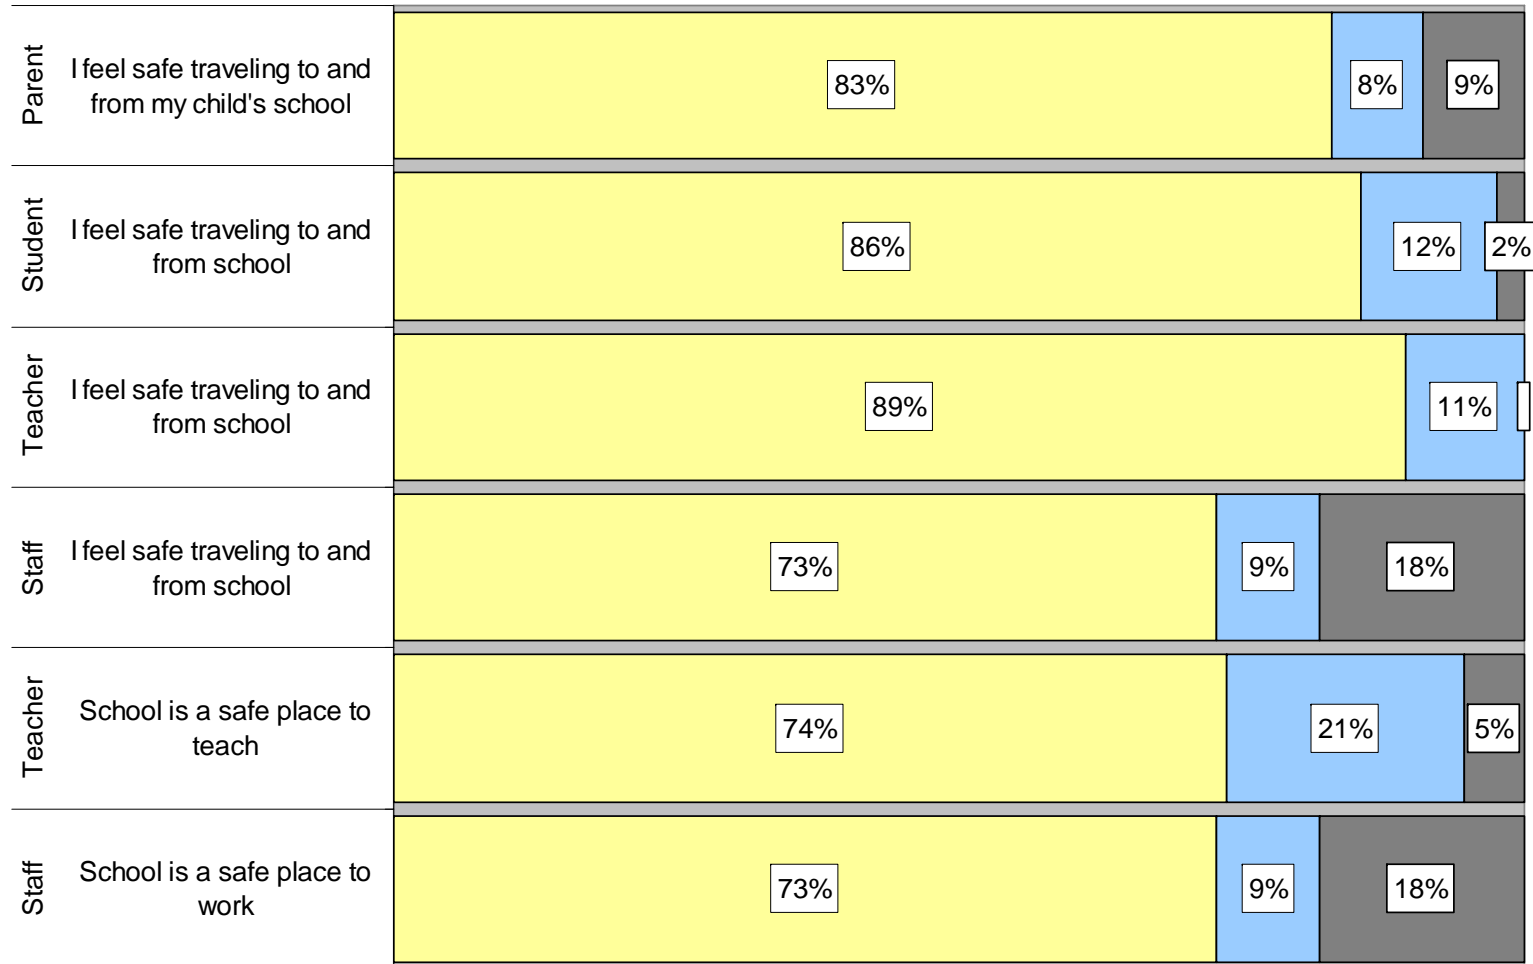 Parent
I feel safe traveling to and
from my child's school
83%
8%
9%
Student
I feel safe traveling to and
from school
86%
12%
2%
Teacher
I feel safe traveling to and
from school
89%
11%
Staff
I feel safe traveling to and
from school
73%
9%
18%
Teacher
School is a safe place to
teach
74%
21%
5%
Staff
School is a safe place to
work
73%
9%
18%